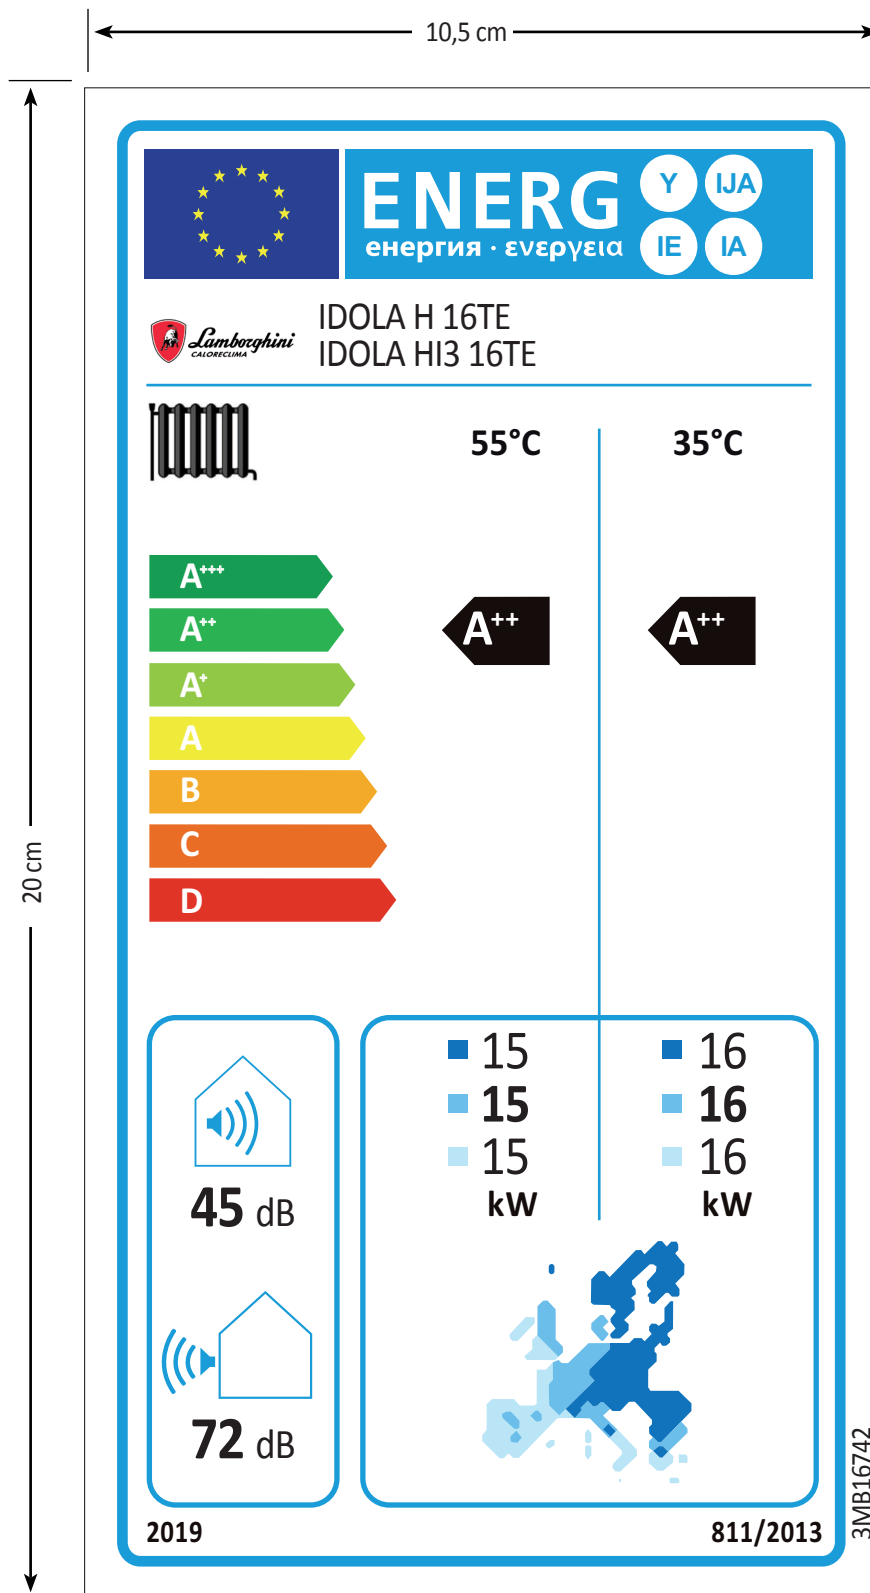 10,5 cm
20 cm
ENERG
енергия · ενεργεια
Y
IJA
IE
IA
Lamborghini
CALORECLIMA
IDOLA H 16TE
IDOLA HI3 16TE
55°C
35°C
A+++
A++
A+
A
B
C
D
A++
A++
45 dB
72 dB
15
15
15
kW
16
16
16
kW
2019
811/2013
3MB16742